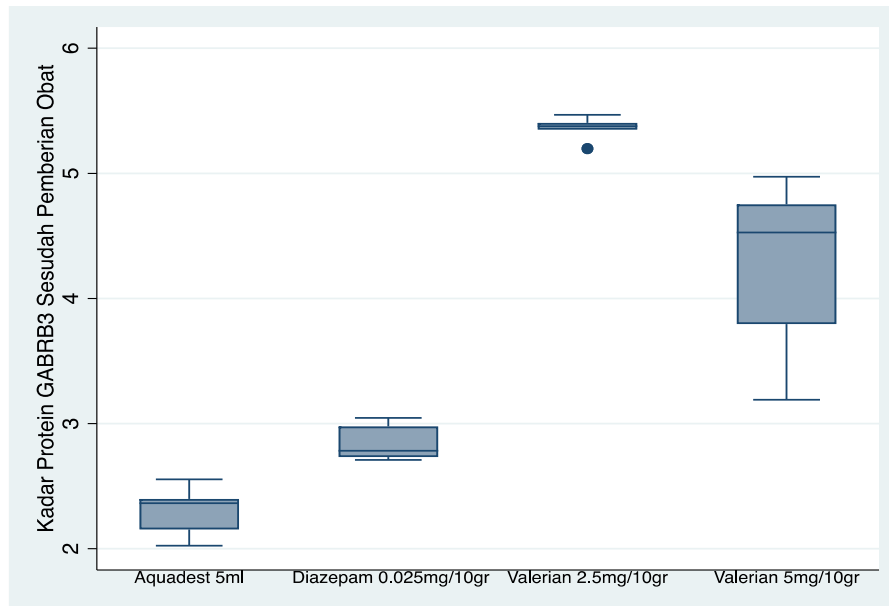 Kadar Protein GABRB3 Sesudah Pemberian Obat
6
5
4
3
2
Aquadest 5ml Diazepam 0.025mg/10gr Valerian 2.5mg/10gr Valerian 5mg/10gr